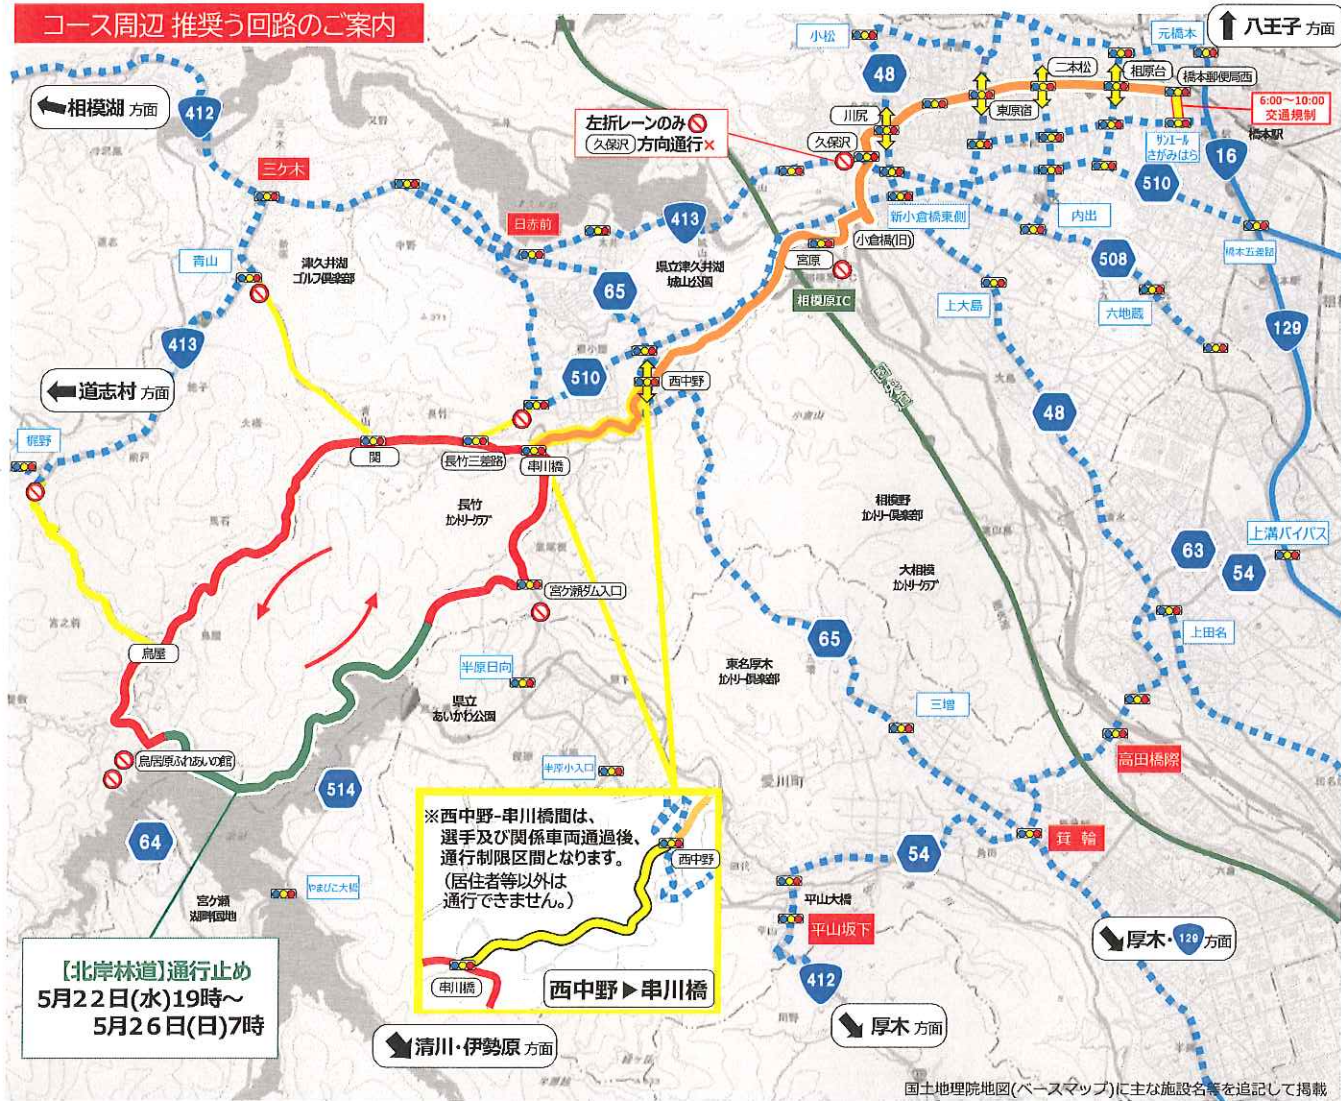 コース周辺 推奨う回路のご案内
八王子 方面
元橋本
小松
48
二本松
相原台
橋本郵便局西
相模湖 方面
412
左折レーンのみ
久保沢 方向通行×
川尻
久保沢
東原宿
6:00～10:00
交通規制
橋本駅
サンエール
さがみはら
16
510
三ケ木
日赤前
413
新小倉橋東側
内出
小倉橋(旧)
橋本五差路
508
青山
津久井湖
ゴルフ倶楽部
県立津久井湖
城山公園
宮原
65
相模原IC
上大島
六地蔵
129
413
道志村 方面
510
西中野
圏央道
小倉山
大島
48
梶野
関
長竹三差路
串川橋
長竹
カントリークラブ
相模野
カントリー倶楽部
大相模
カントリークラブ
上溝バイパス
63
54
宮ケ瀬ダム入口
上田名
鳥屋
65
半原日向
県立
あいかわ公園
東名厚木
カントリー倶楽部
三増
鳥居原ふれあいの館
高田橋際
半原小入口
愛川町
514
64
※西中野-串川橋間は、
選手及び関係車両通過後、
通行制限区間となります。
(居住者等以外は
通行できません。)
西中野
串川橋
西中野▶串川橋
箕輪
54
やまびこ大橋
宮ケ瀬
湖畔園地
平山大橋
平山坂下
412
厚木・129 方面
【北岸林道】通行止め
5月22日(水)19時～
5月26日(日)7時
厚木 方面
清川・伊勢原 方面
国土地理院地図(ベースマップ)に主な施設名等を追記して掲載